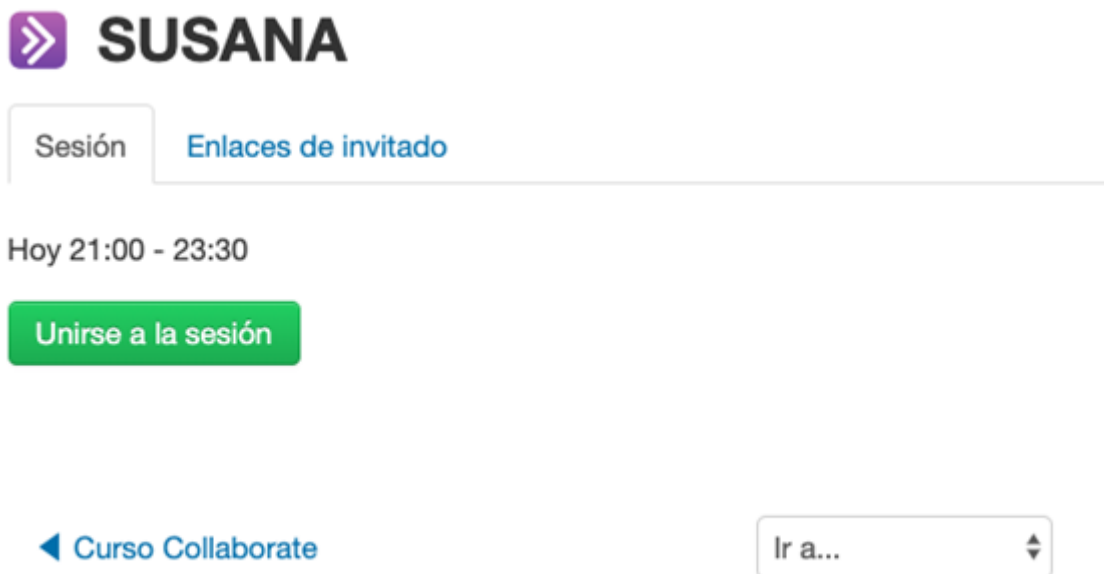 SUSANA
Sesión Enlaces de invitado
Hoy 21:00 - 23:30
Unirse a la sesión
Curso Collaborate Ir a...